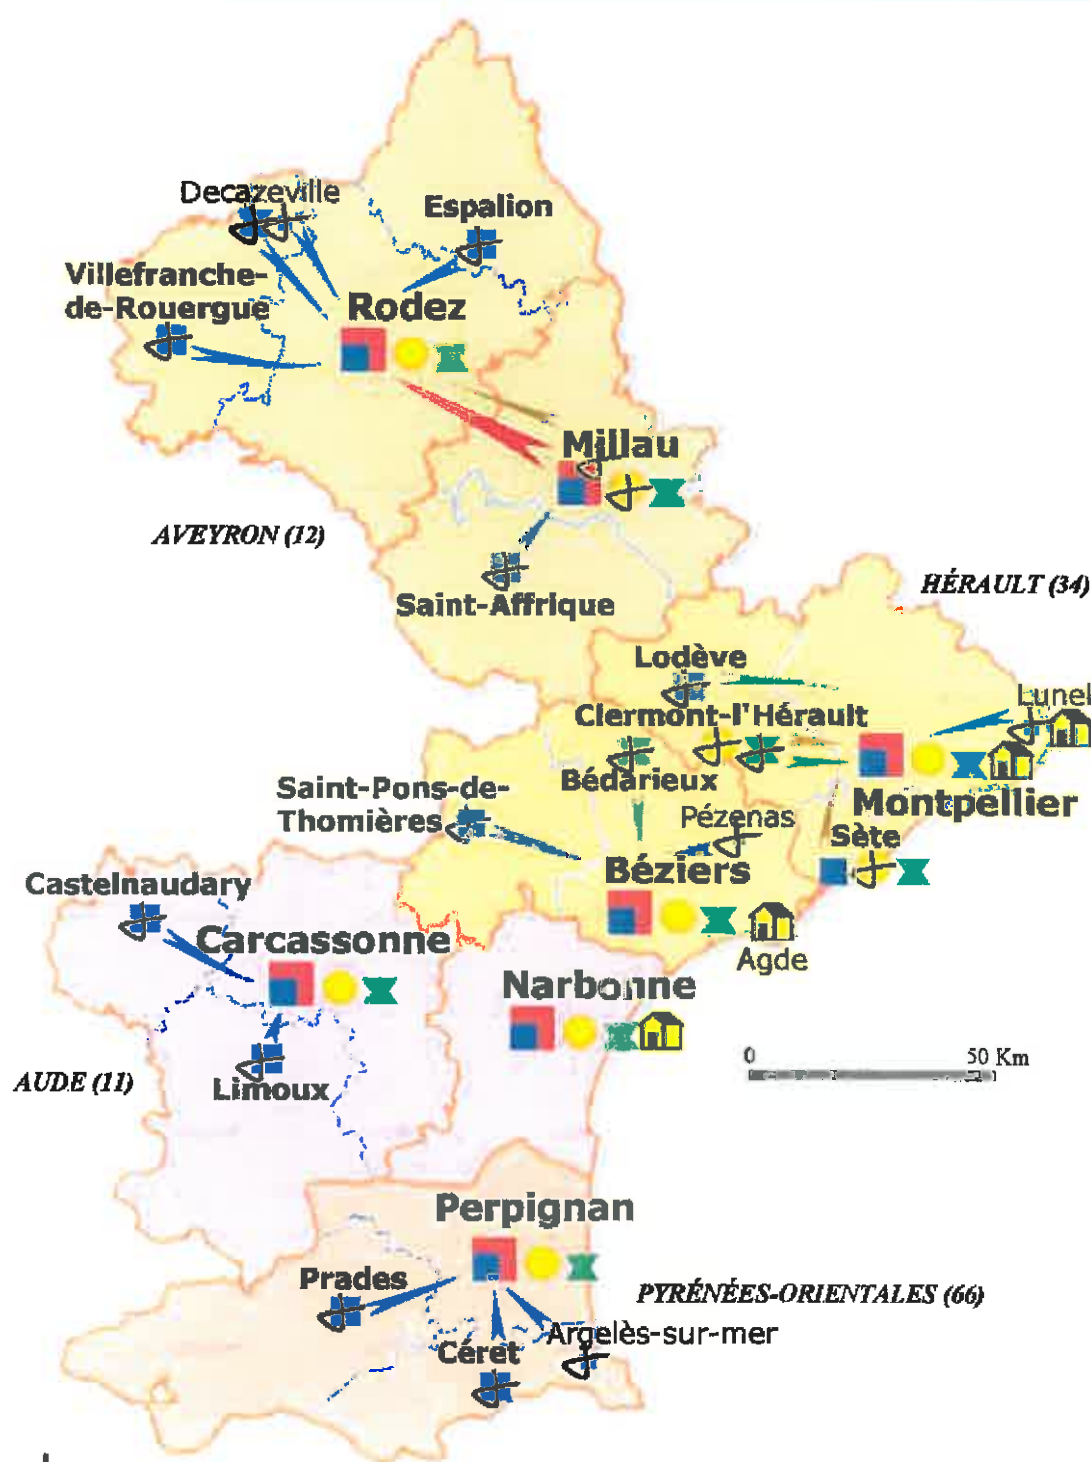 Decazeville
Espalion
Villefranche-
de-Rouergue
Rodez
Millau
AVEYRON (12)
Saint-Affrique
HÉRAULT (34)
Lodève
Lunel
Clermont-l'Hérault
Bédarieux
Montpellier
Saint-Pons-de-
Thomières
Pézenas
Sète
Béziers
Castelnaudary
Carcassonne
Agde
Narbonne
0 50 Km
AUDE (11)
Limoux
Perpignan
Prades
PYRÉNÉES-ORIENTALES (66)
Argelès-sur-mer
Céret